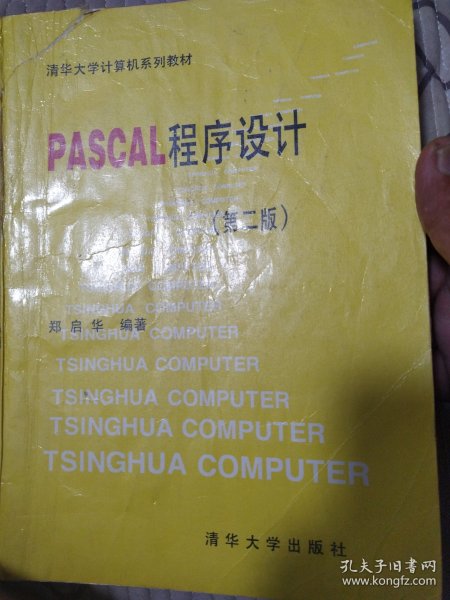 清华大学计算机系列教材
PASCAL程序设计
(第二版)
TSINGHUA COMPUTER
郑启华 编著
TSINGHUA COMPUTER
TSINGHUA COMPUTER
TSINGHUA COMPUTER
TSINGHUA COMPUTER
TSINGHUA COMPUTER
清华大学出版社
孔夫子旧书网
www.kongfz.com